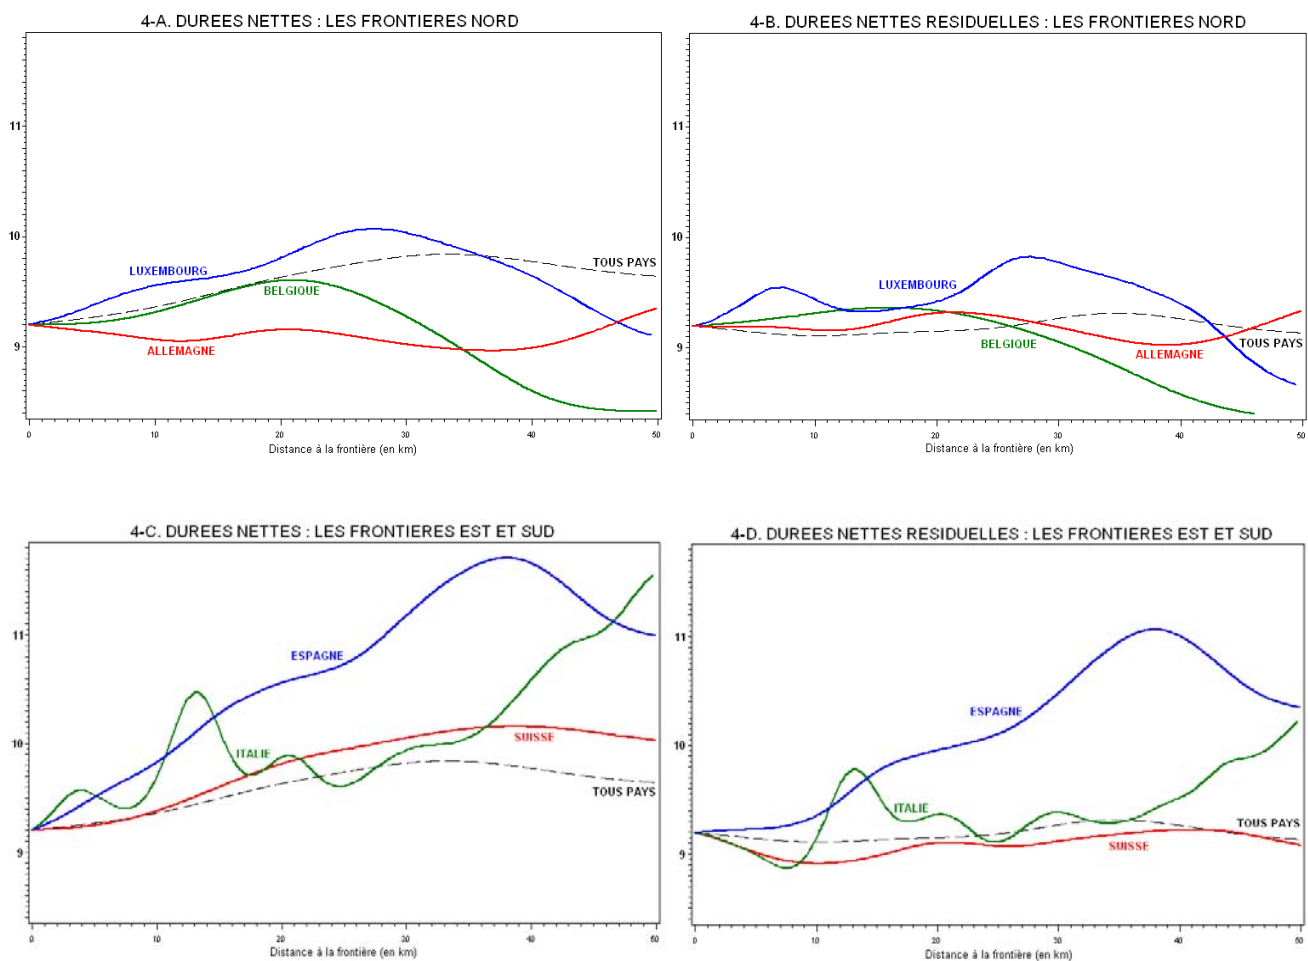 4-A. DUREES NETTES : LES FRONTIERES NORD
11
10
9
LUXEMBOURG
BELGIQUE
ALLEMAGNE
TOUS PAYS
0 10 20 30 40 50
Distance à la frontière (en km)
4-B. DUREES NETTES RESIDUELLES : LES FRONTIERES NORD
11
10
9
LUXEMBOURG
BELGIQUE
ALLEMAGNE
TOUS PAYS
0 10 20 30 40 50
Distance à la frontière (en km)
4-C. DUREES NETTES : LES FRONTIERES EST ET SUD
11
10
9
ESPAGNE
ITALIE
SUISSE
TOUS PAYS
0 10 20 30 40 50
Distance à la frontière (en km)
4-D. DUREES NETTES RESIDUELLES : LES FRONTIERES EST ET SUD
11
10
9
ESPAGNE
ITALIE
TOUS PAYS
SUISSE
0 10 20 30 40 50
Distance à la frontière (en km)